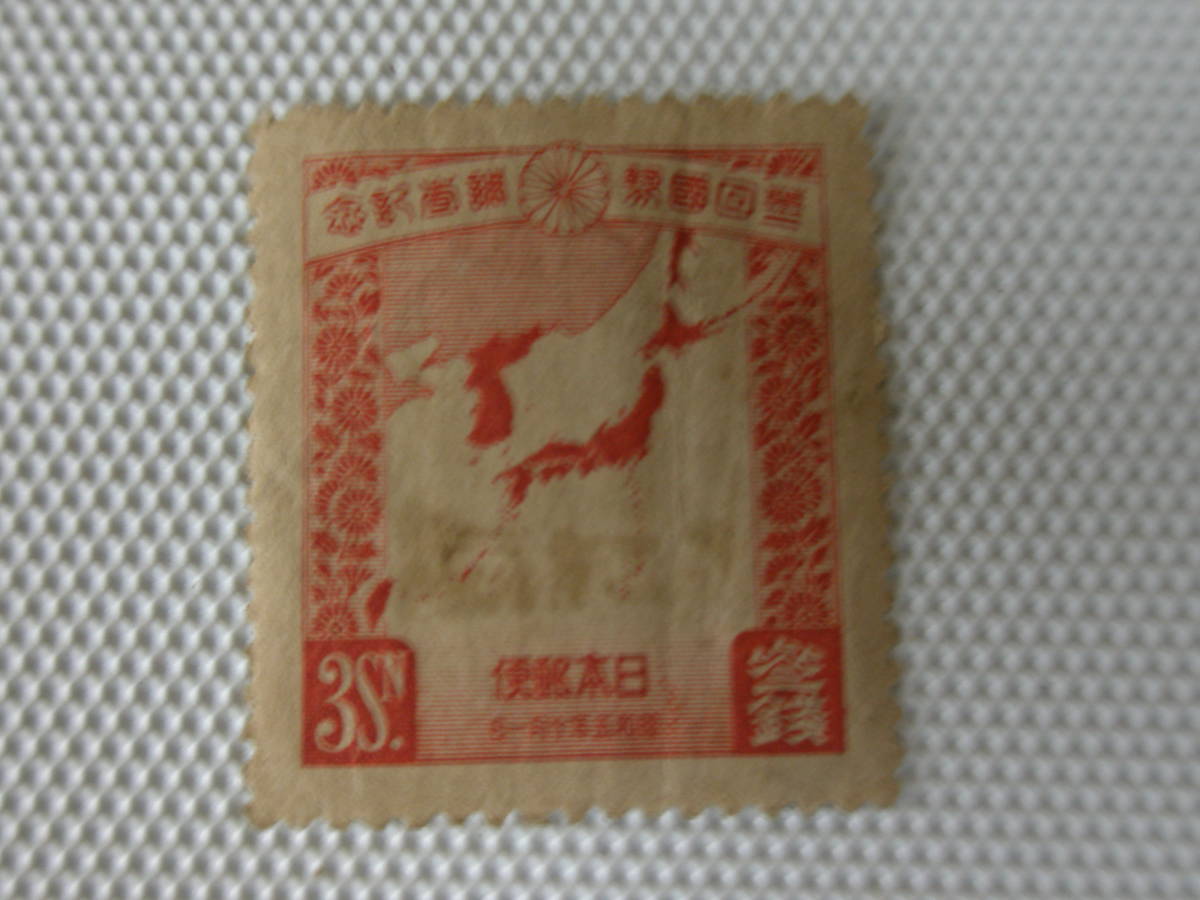 第二回國勢調査記念
日本郵便
昭和五年十月一日
3SN.
參錢